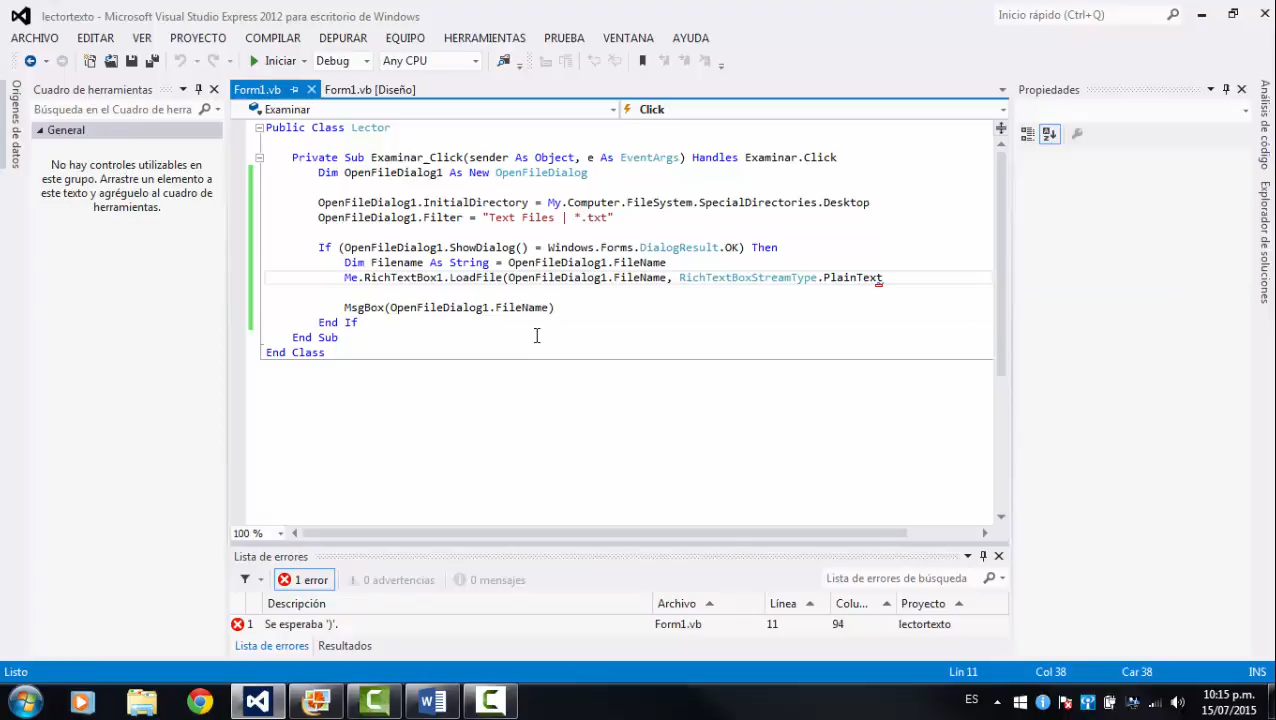 lectortexto - Microsoft Visual Studio Express 2012 para escritorio de Windows
Inicio rápido (Ctrl+Q)
ARCHIVO EDITAR VER PROYECTO COMPILAR DEPURAR EQUIPO HERRAMIENTAS PRUEBA VENTANA AYUDA
Iniciar Debug Any CPU
Orígenes de datos
Cuadro de herramientas
Búsqueda en el Cuadro de herra
General
No hay controles utilizables en
este grupo. Arrastre un elemento a
este texto y agréguelo al cuadro de
herramientas.
Form1.vb Form1.vb [Diseño]
Examinar Click
Public Class Lector
Private Sub Examinar_Click(sender As Object, e As EventArgs) Handles Examinar.Click
Dim OpenFileDialog1 As New OpenFileDialog
OpenFileDialog1.InitialDirectory = My.Computer.FileSystem.SpecialDirectories.Desktop
OpenFileDialog1.Filter = "Text Files | *.txt"
If (OpenFileDialog1.ShowDialog() = Windows.Forms.DialogResult.OK) Then
Dim Filename As String = OpenFileDialog1.FileName
Me.RichTextBox1.LoadFile(OpenFileDialog1.FileName, RichTextBoxStreamType.PlainText
MsgBox(OpenFileDialog1.FileName)
End If
End Sub
End Class
100 %
Propiedades
Análisis de código
Explorador de soluciones
Lista de errores
1 error 0 advertencias 0 mensajes
Lista de errores de búsqueda
Descripción Archivo Línea Colu... Proyecto
1 Se esperaba ')'. Form1.vb 11 94 lectortexto
Lista de errores Resultados
Listo Lín 11 Col 38 Car 38 INS
ES
10:15 p.m.
15/07/2015